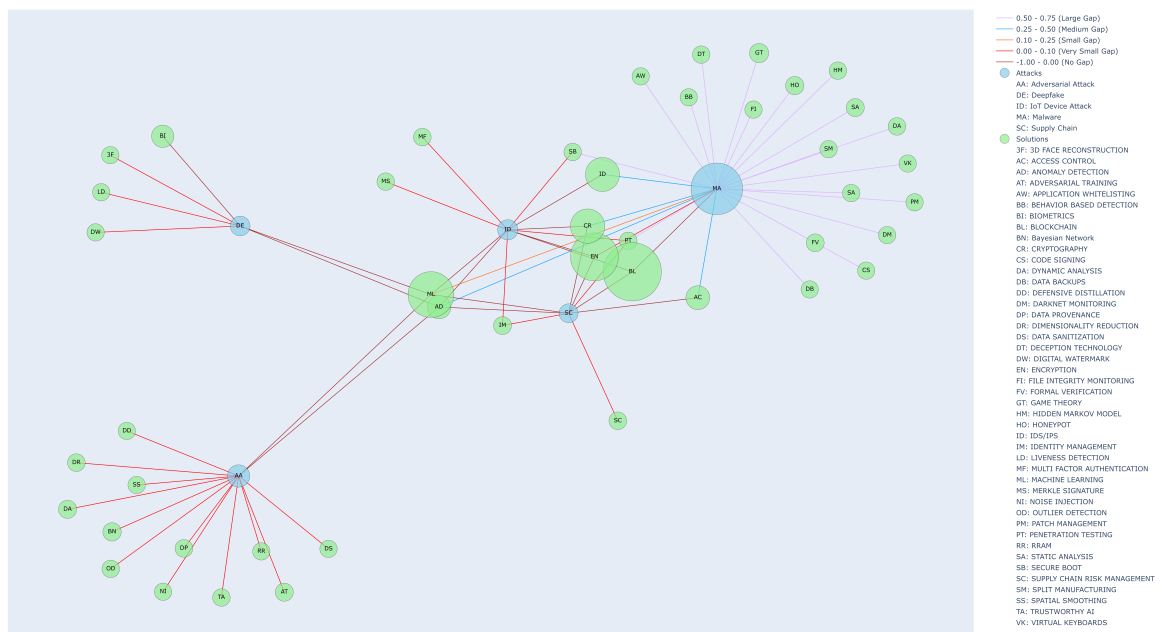 0.50 - 0.75 (Large Gap)
0.25 - 0.50 (Medium Gap)
0.10 - 0.25 (Small Gap)
0.00 - 0.10 (Very Small Gap)
-1.00 - 0.00 (No Gap)
Attacks
AA: Adversarial Attack
DE: Deepfake
ID: IoT Device Attack
MA: Malware
SC: Supply Chain
Solutions
3F: 3D FACE RECONSTRUCTION
AC: ACCESS CONTROL
AD: ANOMALY DETECTION
AT: ADVERSARIAL TRAINING
AW: APPLICATION WHITELISTING
BB: BEHAVIOR BASED DETECTION
BI: BIOMETRICS
BL: BLOCKCHAIN
BN: Bayesian Network
CR: CRYPTOGRAPHY
CS: CODE SIGNING
DA: DYNAMIC ANALYSIS
DB: DATA BACKUPS
DD: DEFENSIVE DISTILLATION
DM: DARKNET MONITORING
DP: DATA PROVENANCE
DR: DIMENSIONALITY REDUCTION
DS: DATA SANITIZATION
DT: DECEPTION TECHNOLOGY
DW: DIGITAL WATERMARK
EN: ENCRYPTION
FI: FILE INTEGRITY MONITORING
FV: FORMAL VERIFICATION
GT: GAME THEORY
HM: HIDDEN MARKOV MODEL
HO: HONEYPOT
ID: IDS/IPS
IM: IDENTITY MANAGEMENT
LD: LIVENESS DETECTION
MF: MULTI FACTOR AUTHENTICATION
ML: MACHINE LEARNING
MS: MERKLE SIGNATURE
NI: NOISE INJECTION
OD: OUTLIER DETECTION
PM: PATCH MANAGEMENT
PT: PENETRATION TESTING
RR: RRAM
SA: STATIC ANALYSIS
SB: SECURE BOOT
SC: SUPPLY CHAIN RISK MANAGEMENT
SM: SPLIT MANUFACTURING
SS: SPATIAL SMOOTHING
TA: TRUSTWORTHY AI
VK: VIRTUAL KEYBOARDS
DT
GT
HM
AW
HO
BB
FI
SA
DA
BI
MF
SM
3F
SB
VK
ID
MS
MA
LD
SA
PM
DE
CR
ID
DW
DM
PT
FV
EN
BL
CS
DB
ML
AC
AD
SC
IM
SC
DD
DR
AA
SS
DA
BN
DP
RR
DS
OD
NI
AT
TA